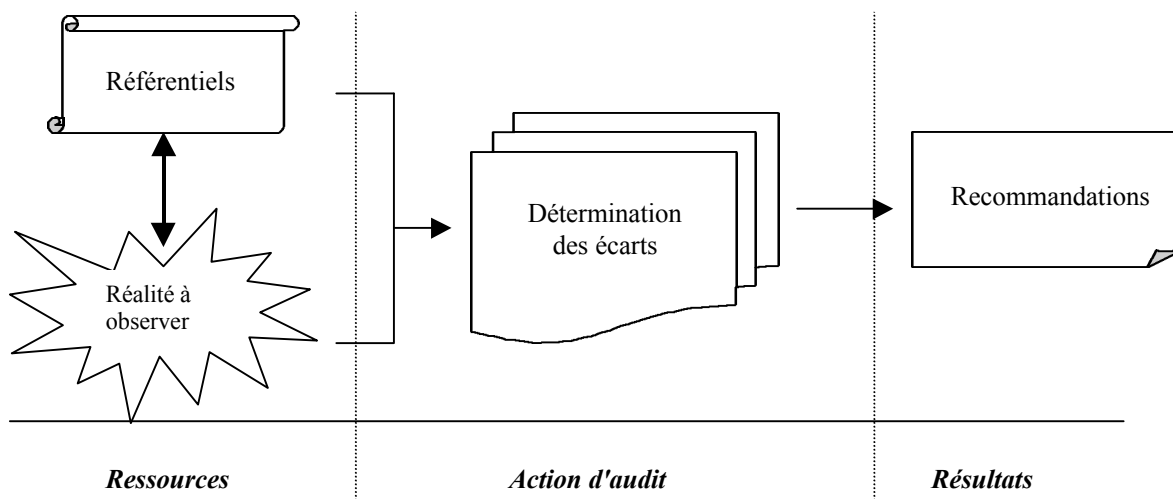 Référentiels
Réalité à
observer
Détermination
des écarts
Recommandations
Ressources
Action d'audit
Résultats